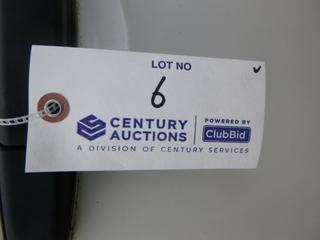 LOT NO
6
CENTURY AUCTIONS
POWERED BY
ClubBid
A DIVISION OF CENTURY SERVICES